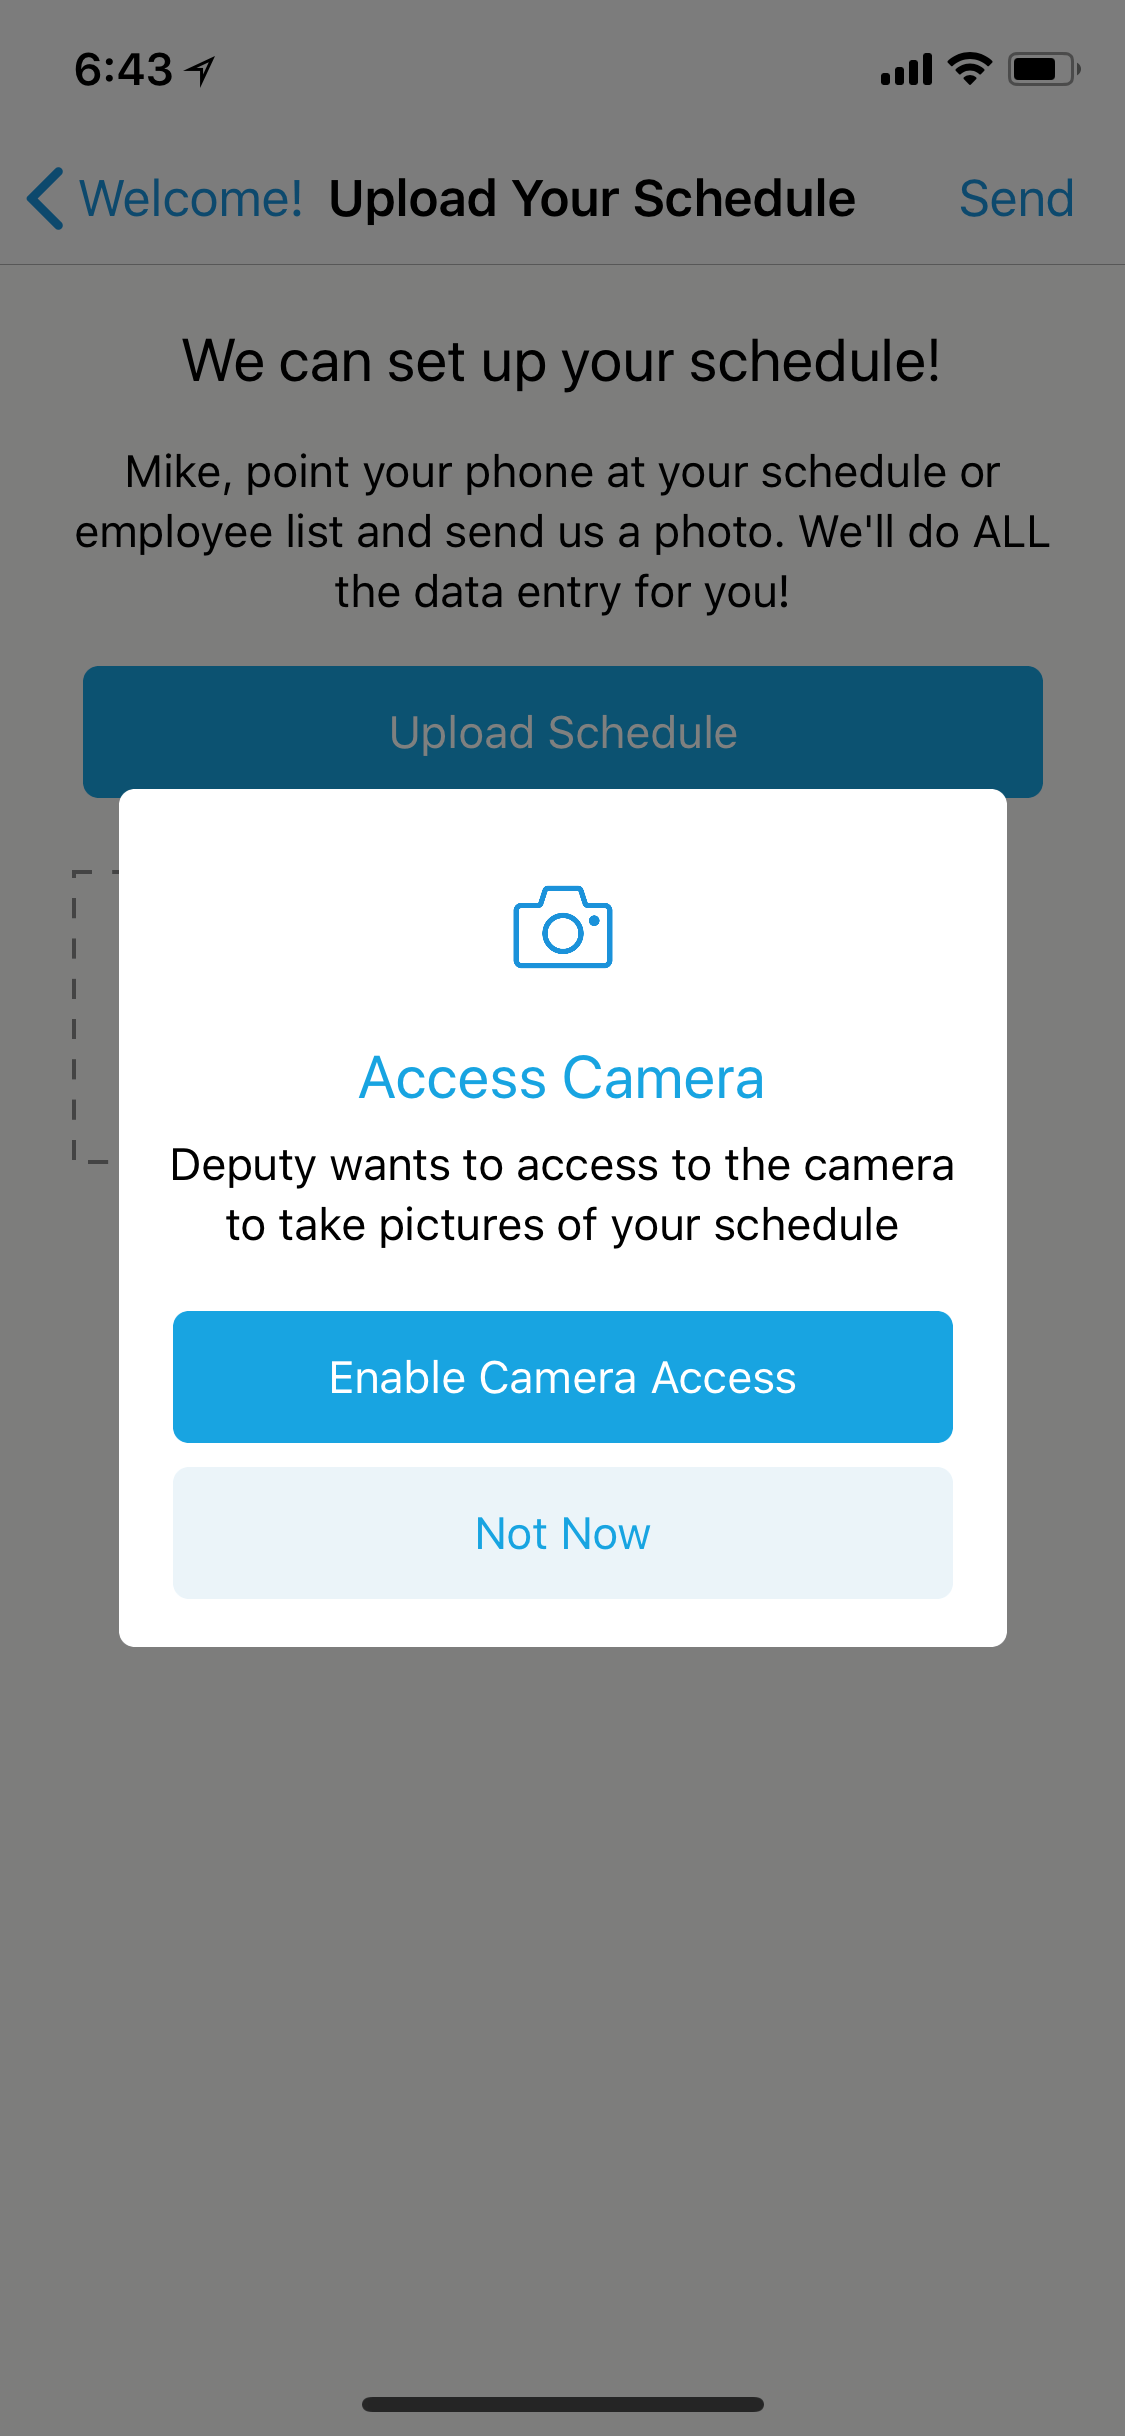 6:43
Welcome! Upload Your Schedule Send
We can set up your schedule!
Mike, point your phone at your schedule or
employee list and send us a photo. We'll do ALL
the data entry for you!
Upload Schedule
Access Camera
Deputy wants to access to the camera
to take pictures of your schedule
Enable Camera Access
Not Now